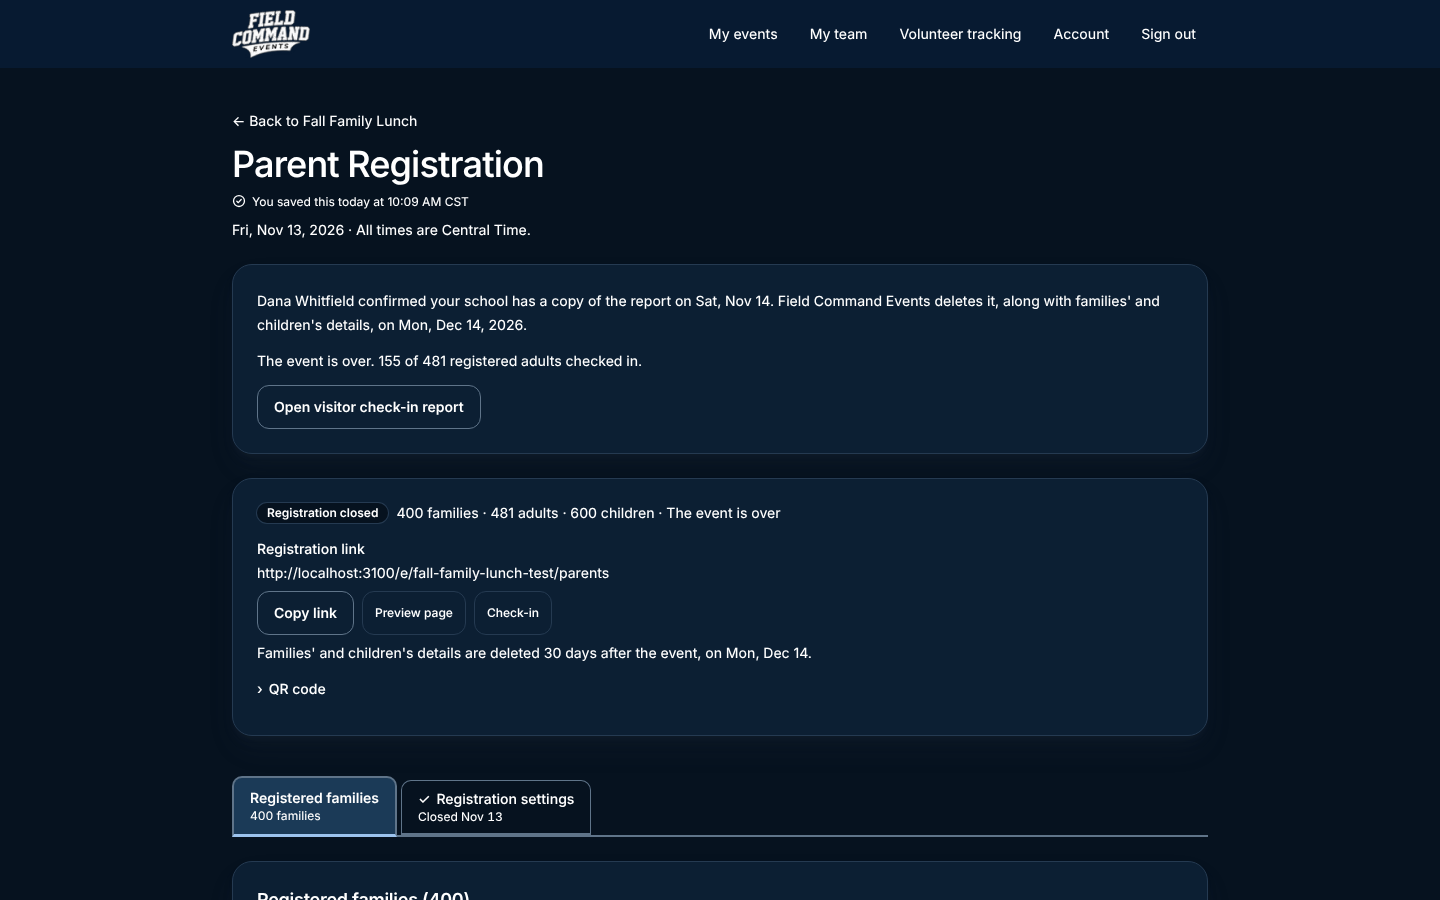 FIELD
COMMAND
EVENTS
My events
My team
Volunteer tracking
Account
Sign out
← Back to Fall Family Lunch
Parent Registration
You saved this today at 10:09 AM CST
Fri, Nov 13, 2026 · All times are Central Time.
Dana Whitfield confirmed your school has a copy of the report on Sat, Nov 14. Field Command Events deletes it, along with families' and
children's details, on Mon, Dec 14, 2026.
The event is over. 155 of 481 registered adults checked in.
Open visitor check-in report
Registration closed 400 families · 481 adults · 600 children · The event is over
Registration link
http://localhost:3100/e/fall-family-lunch-test/parents
Copy link
Preview page
Check-in
Families' and children's details are deleted 30 days after the event, on Mon, Dec 14.
› QR code
Registered families
400 families
✓ Registration settings
Closed Nov 13
Registered families (400)